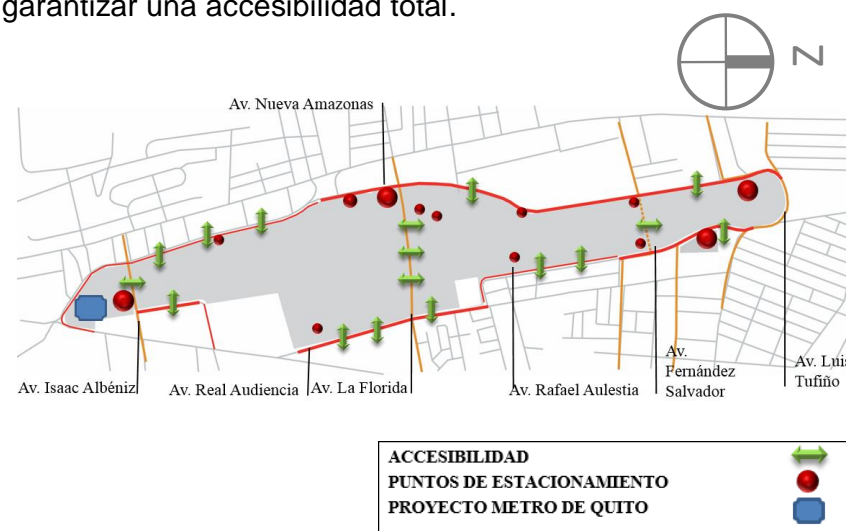 garantizar una accesibilidad total.
N
Av. Nueva Amazonas
Av. Isaac Albéniz
Av. Real Audiencia
Av. La Florida
Av. Rafael Aulestia
Av.
Fernández
Salvador
Av. Luis
Tufiño
ACCESIBILIDAD
PUNTOS DE ESTACIONAMIENTO
PROYECTO METRO DE QUITO